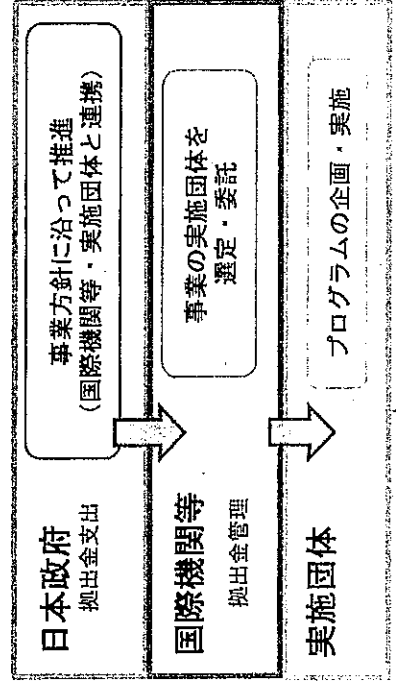 日本政府
拠出金支出
事業方針に沿って推進
(国際機関等・実施団体と連携)
国際機関等
拠出金管理
事業の実施団体を
選定・委託
実施団体
プログラムの企画・実施